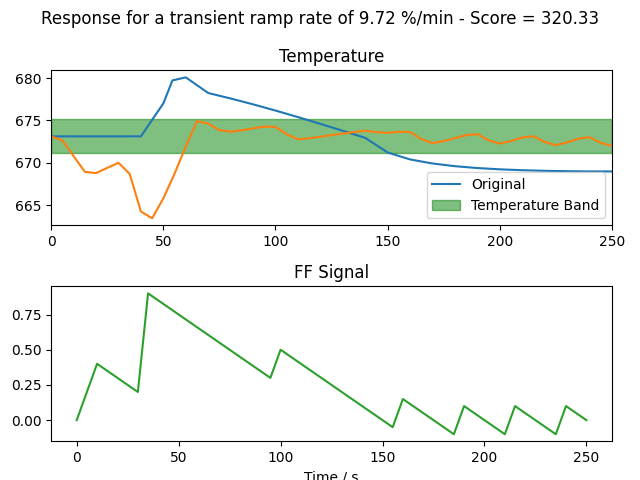 Response for a transient ramp rate of 9.72 %/min - Score = 320.33
Temperature
680
675
670
665
Original
Temperature Band
0 50 100 150 200 250
FF Signal
0.75
0.50
0.25
0.00
0 50 100 150 200 250
Time / s